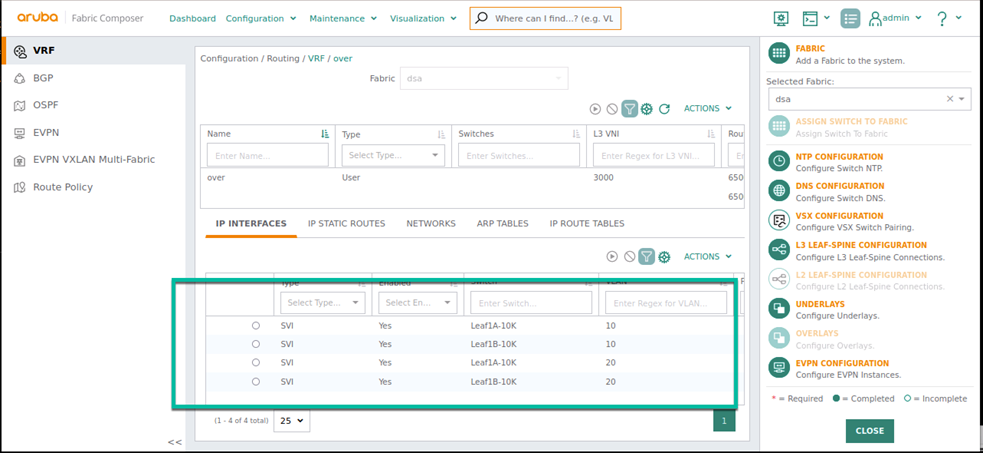 aruba Fabric Composer Dashboard Configuration Maintenance Visualization Where can I find...? (e.g. VL admin ?
VRF
BGP
OSPF
EVPN
EVPN VXLAN Multi-Fabric
Route Policy
<<
Configuration / Routing / VRF / over
Fabric dsa
ACTIONS
Name Type Switches L3 VNI Rou
Enter Name... Select Type... Enter Switches... Enter Regex for L3 VNI... En
over User 3000 650
650
IP INTERFACES IP STATIC ROUTES NETWORKS ARP TABLES IP ROUTE TABLES
ACTIONS
Type Enabled
Select Type... Select En... Enter Switch... Enter Regex for VLAN...
SVI Yes Leaf1A-10K 10
SVI Yes Leaf1B-10K 10
SVI Yes Leaf1A-10K 20
SVI Yes Leaf1B-10K 20
(1 - 4 of 4 total) 25 1
FABRIC
Add a Fabric to the system.
Selected Fabric:
dsa
ASSIGN SWITCH TO FABRIC
Assign Switch To Fabric
NTP CONFIGURATION
Configure Switch NTP.
DNS CONFIGURATION
Configure Switch DNS.
VSX CONFIGURATION
Configure VSX Switch Pairing.
L3 LEAF-SPINE CONFIGURATION
Configure L3 Leaf-Spine Connections.
L2 LEAF-SPINE CONFIGURATION
Configure L2 Leaf-Spine Connections.
UNDERLAYS
Configure Underlays.
OVERLAYS
Configure Overlays.
EVPN CONFIGURATION
Configure EVPN Instances.
* = Required = Completed = Incomplete
CLOSE